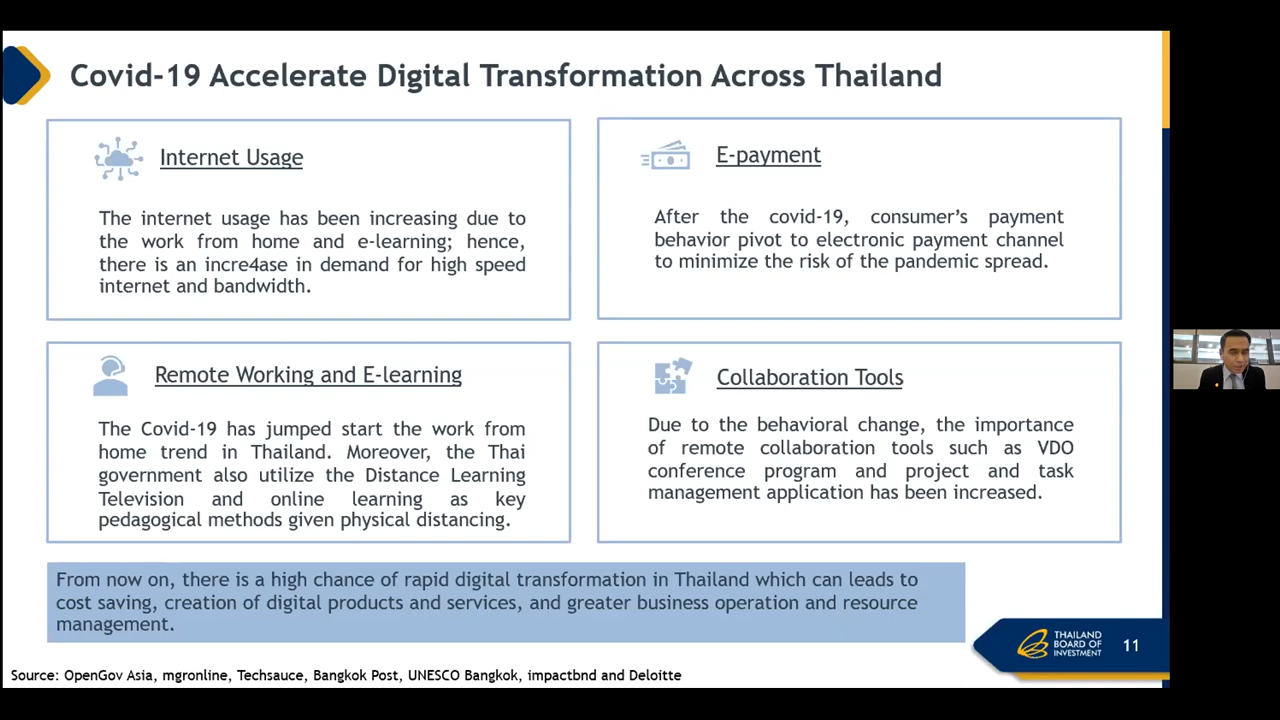 Covid-19 Accelerate Digital Transformation Across Thailand
Internet Usage
The internet usage has been increasing due to
the work from home and e-learning; hence,
there is an incre4ase in demand for high speed
internet and bandwidth.
E-payment
After the covid-19, consumer’s payment
behavior pivot to electronic payment channel
to minimize the risk of the pandemic spread.
Remote Working and E-learning
The Covid-19 has jumped start the work from
home trend in Thailand. Moreover, the Thai
government also utilize the Distance Learning
Television and online learning as key
pedagogical methods given physical distancing.
Collaboration Tools
Due to the behavioral change, the importance
of remote collaboration tools such as VDO
conference program and project and task
management application has been increased.
From now on, there is a high chance of rapid digital transformation in Thailand which can leads to
cost saving, creation of digital products and services, and greater business operation and resource
management.
THAILAND
BOARD OF
INVESTMENT
11
Source: OpenGov Asia, mgronline, Techsauce, Bangkok Post, UNESCO Bangkok, impactbnd and Deloitte